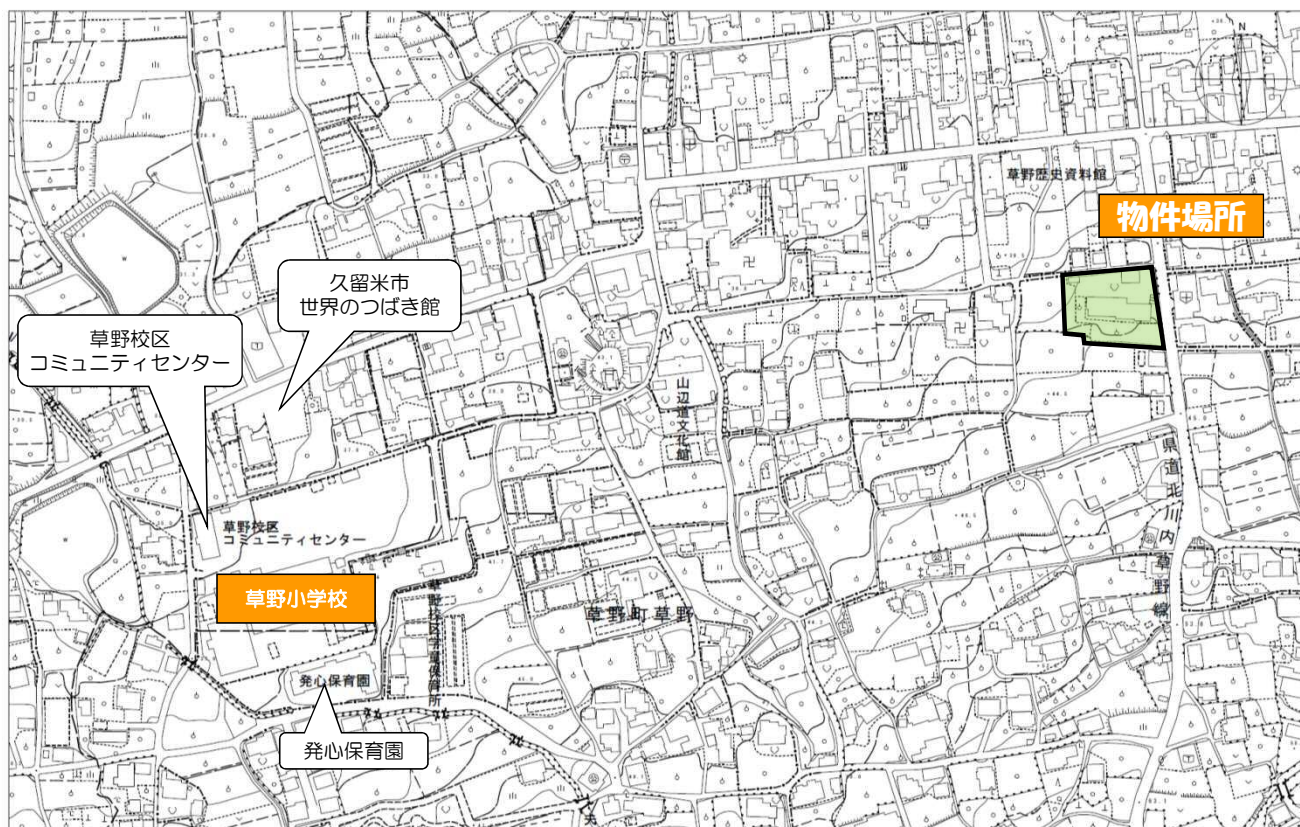 N
草野歴史資料館
物件場所
久留米市
世界のつばき館
草野校区
コミュニティセンター
山辺道文化館
県道北川内草野線
草野校区
コミュニティセンター
草野小学校
草野町草野
発心保育園
発心保育園